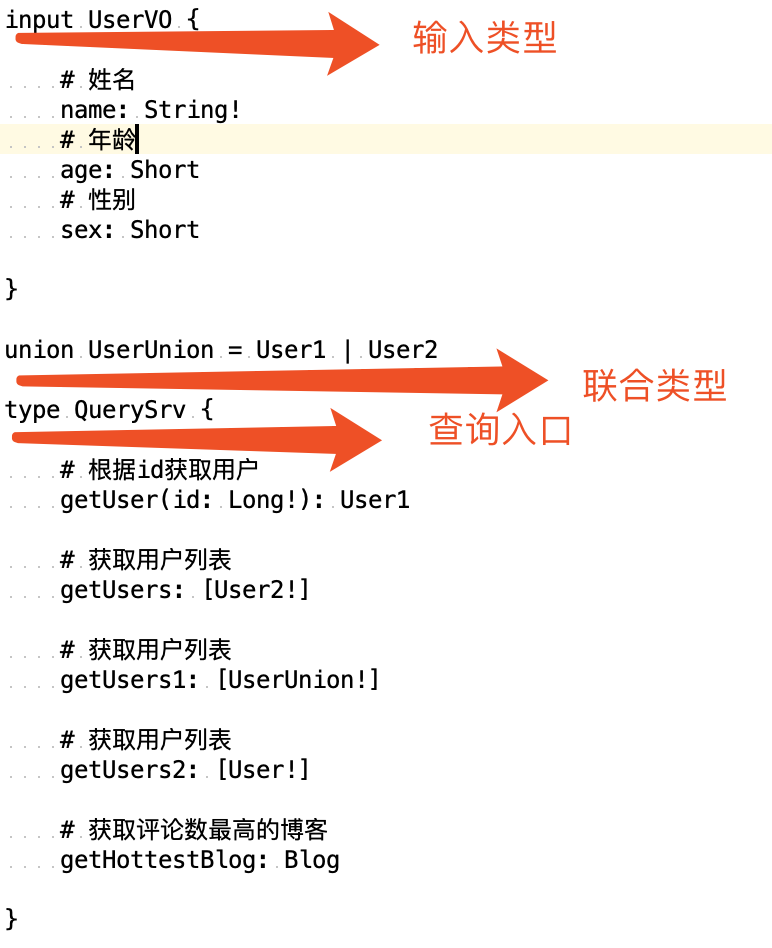 input UserVO {
输入类型
# 姓名
name: String!
# 年龄
age: Short
# 性别
sex: Short
}
union UserUnion = User1 | User2
联合类型
type QuerySrv {
查询入口
# 根据id获取用户
getUser(id: Long!): User1
# 获取用户列表
getUsers: [User2!]
# 获取用户列表
getUsers1: [UserUnion!]
# 获取用户列表
getUsers2: [User!]
# 获取评论数最高的博客
getHottestBlog: Blog
}